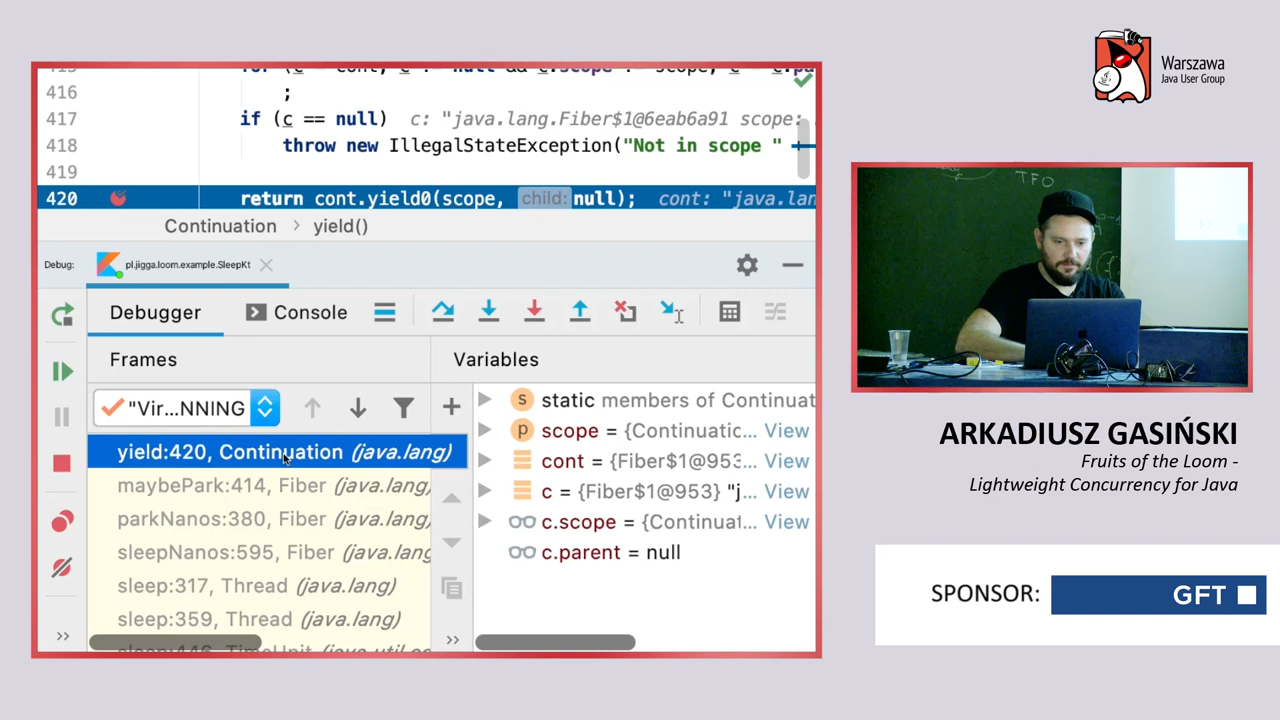 416
;
417
if (c == null) c: "java.lang.Fiber$1@6eab6a91 scope:
418
throw new IllegalStateException("Not in scope " +
419
420
return cont.yield0(scope, child: null); cont: "java.lan
Continuation > yield()
Debug:
pl.jigga.loom.example.SleepKt
Debugger
Console
Frames
Variables
"Vir...NNING
yield:420, Continuation (java.lang)
maybePark:414, Fiber (java.lang)
parkNanos:380, Fiber (java.lang)
sleepNanos:595, Fiber (java.lang
sleep:317, Thread (java.lang)
sleep:359, Thread (java.lang)
s static members of Continuat
p scope = {Continuatic... View
cont = {Fiber$1@953... View
c = {Fiber$1@953} "j... View
c.scope = {Continuat... View
c.parent = null
Warszawa
Java User Group
TFO
ARKADIUSZ GASIŃSKI
Fruits of the Loom -
Lightweight Concurrency for Java
SPONSOR:
GFT